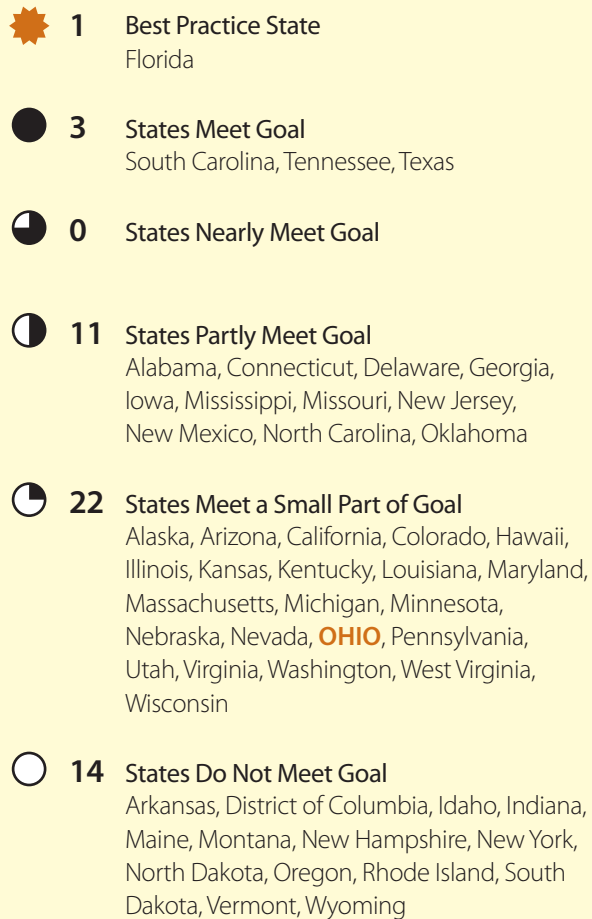 1 Best Practice State
Florida
3 States Meet Goal
South Carolina, Tennessee, Texas
0 States Nearly Meet Goal
11 States Partly Meet Goal
Alabama, Connecticut, Delaware, Georgia,
Iowa, Mississippi, Missouri, New Jersey,
New Mexico, North Carolina, Oklahoma
22 States Meet a Small Part of Goal
Alaska, Arizona, California, Colorado, Hawaii,
Illinois, Kansas, Kentucky, Louisiana, Maryland,
Massachusetts, Michigan, Minnesota,
Nebraska, Nevada, OHIO, Pennsylvania,
Utah, Virginia, Washington, West Virginia,
Wisconsin
14 States Do Not Meet Goal
Arkansas, District of Columbia, Idaho, Indiana,
Maine, Montana, New Hampshire, New York,
North Dakota, Oregon, Rhode Island, South
Dakota, Vermont, Wyoming